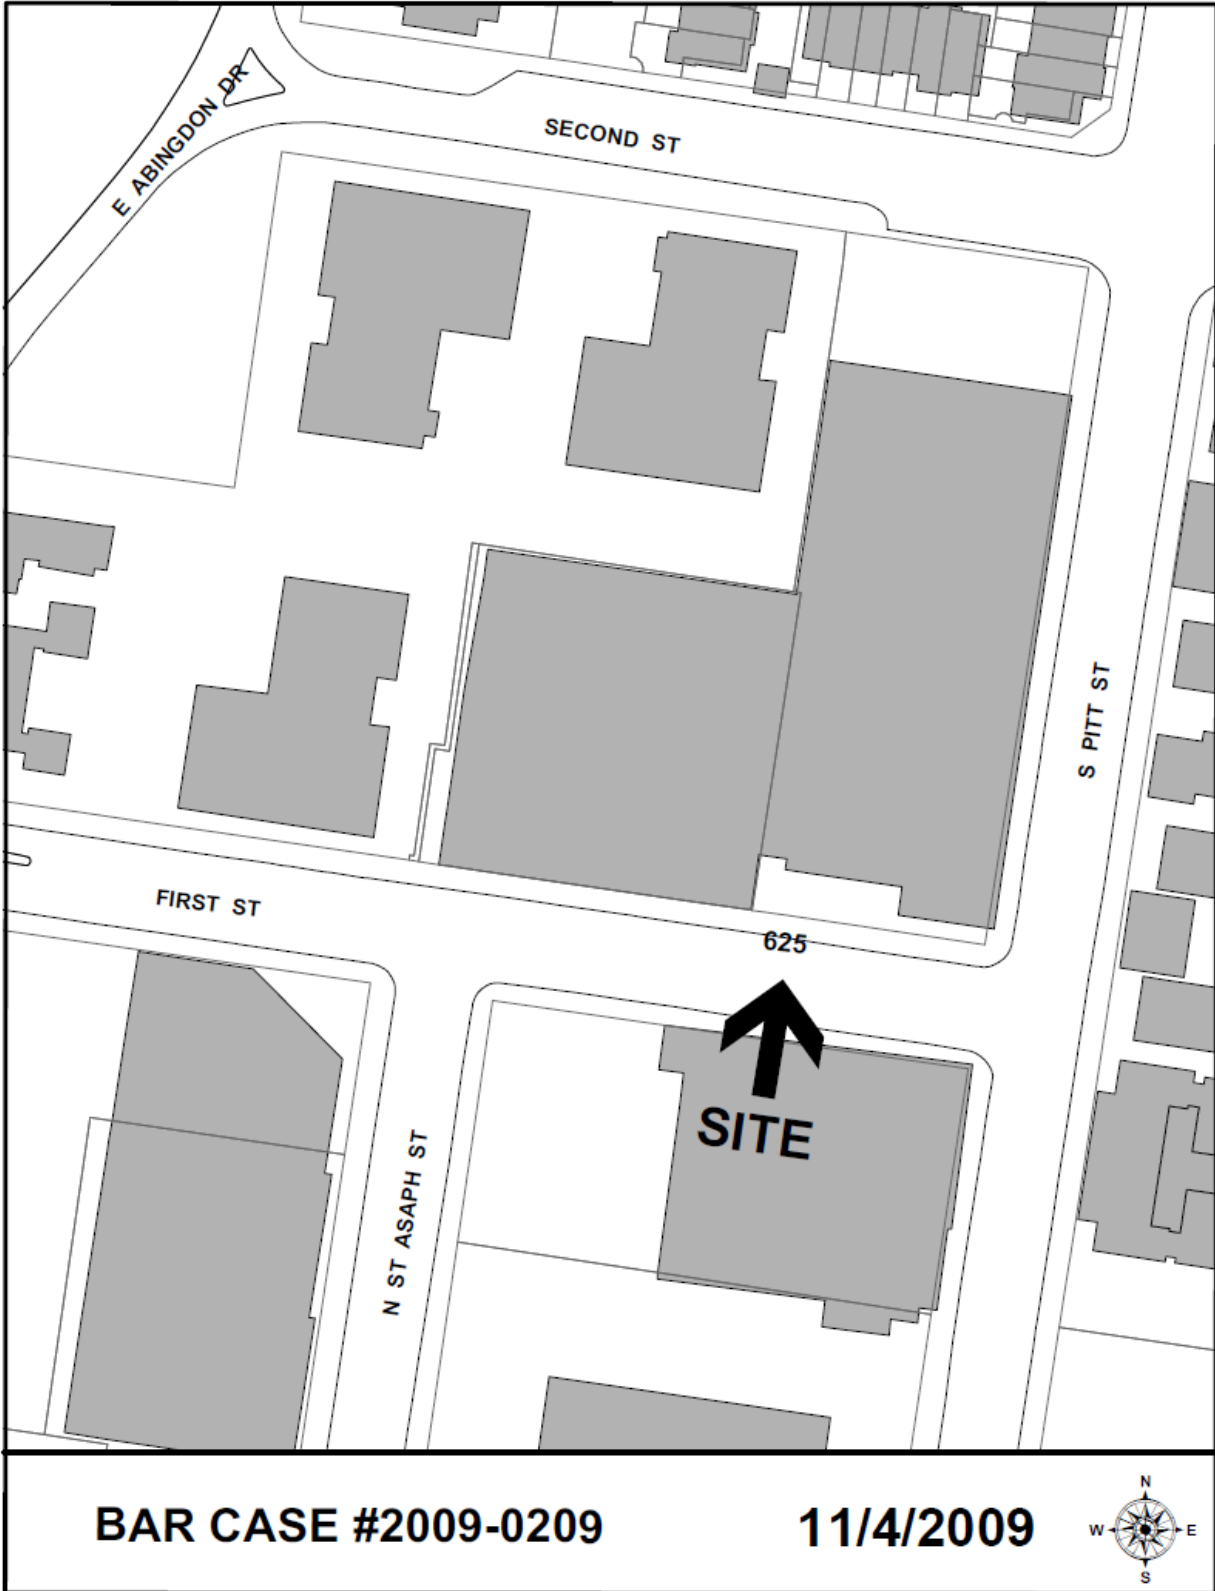 E ABINGDON DR
SECOND ST
S PITT ST
FIRST ST
625
SITE
N ST ASAPH ST
BAR CASE #2009-0209
11/4/2009
N
W E
S